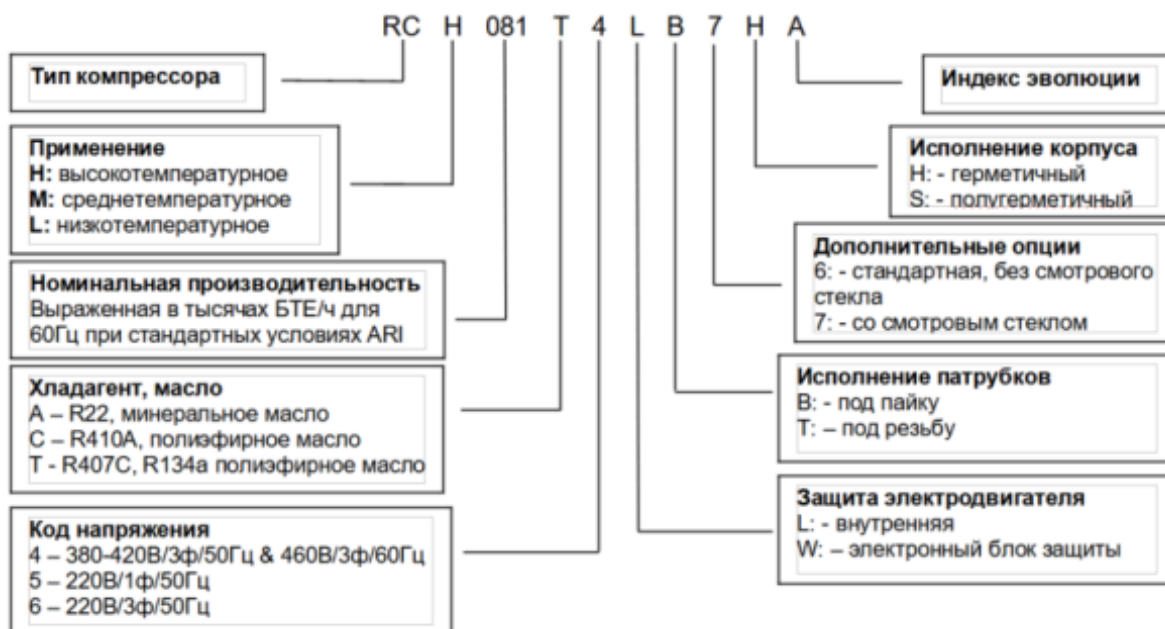 RC H 081 T 4 L B 7 H A
Тип компрессора
Применение
H: высокотемпературное
M: среднетемпературное
L: низкотемпературное
Номинальная производительность
Выраженная в тысячах БТЕ/ч для
60Гц при стандартных условиях ARI
Хладагент, масло
A – R22, минеральное масло
C – R410A, полиэфирное масло
T - R407C, R134a полиэфирное масло
Код напряжения
4 – 380-420В/3ф/50Гц & 460В/3ф/60Гц
5 – 220В/1ф/50Гц
6 – 220В/3ф/50Гц
Индекс эволюции
Исполнение корпуса
H: - герметичный
S: - полугерметичный
Дополнительные опции
6: - стандартная, без смотрового
стекла
7: - со смотровым стеклом
Исполнение патрубков
B: - под пайку
T: – под резьбу
Защита электродвигателя
L: - внутренняя
W: – электронный блок защиты